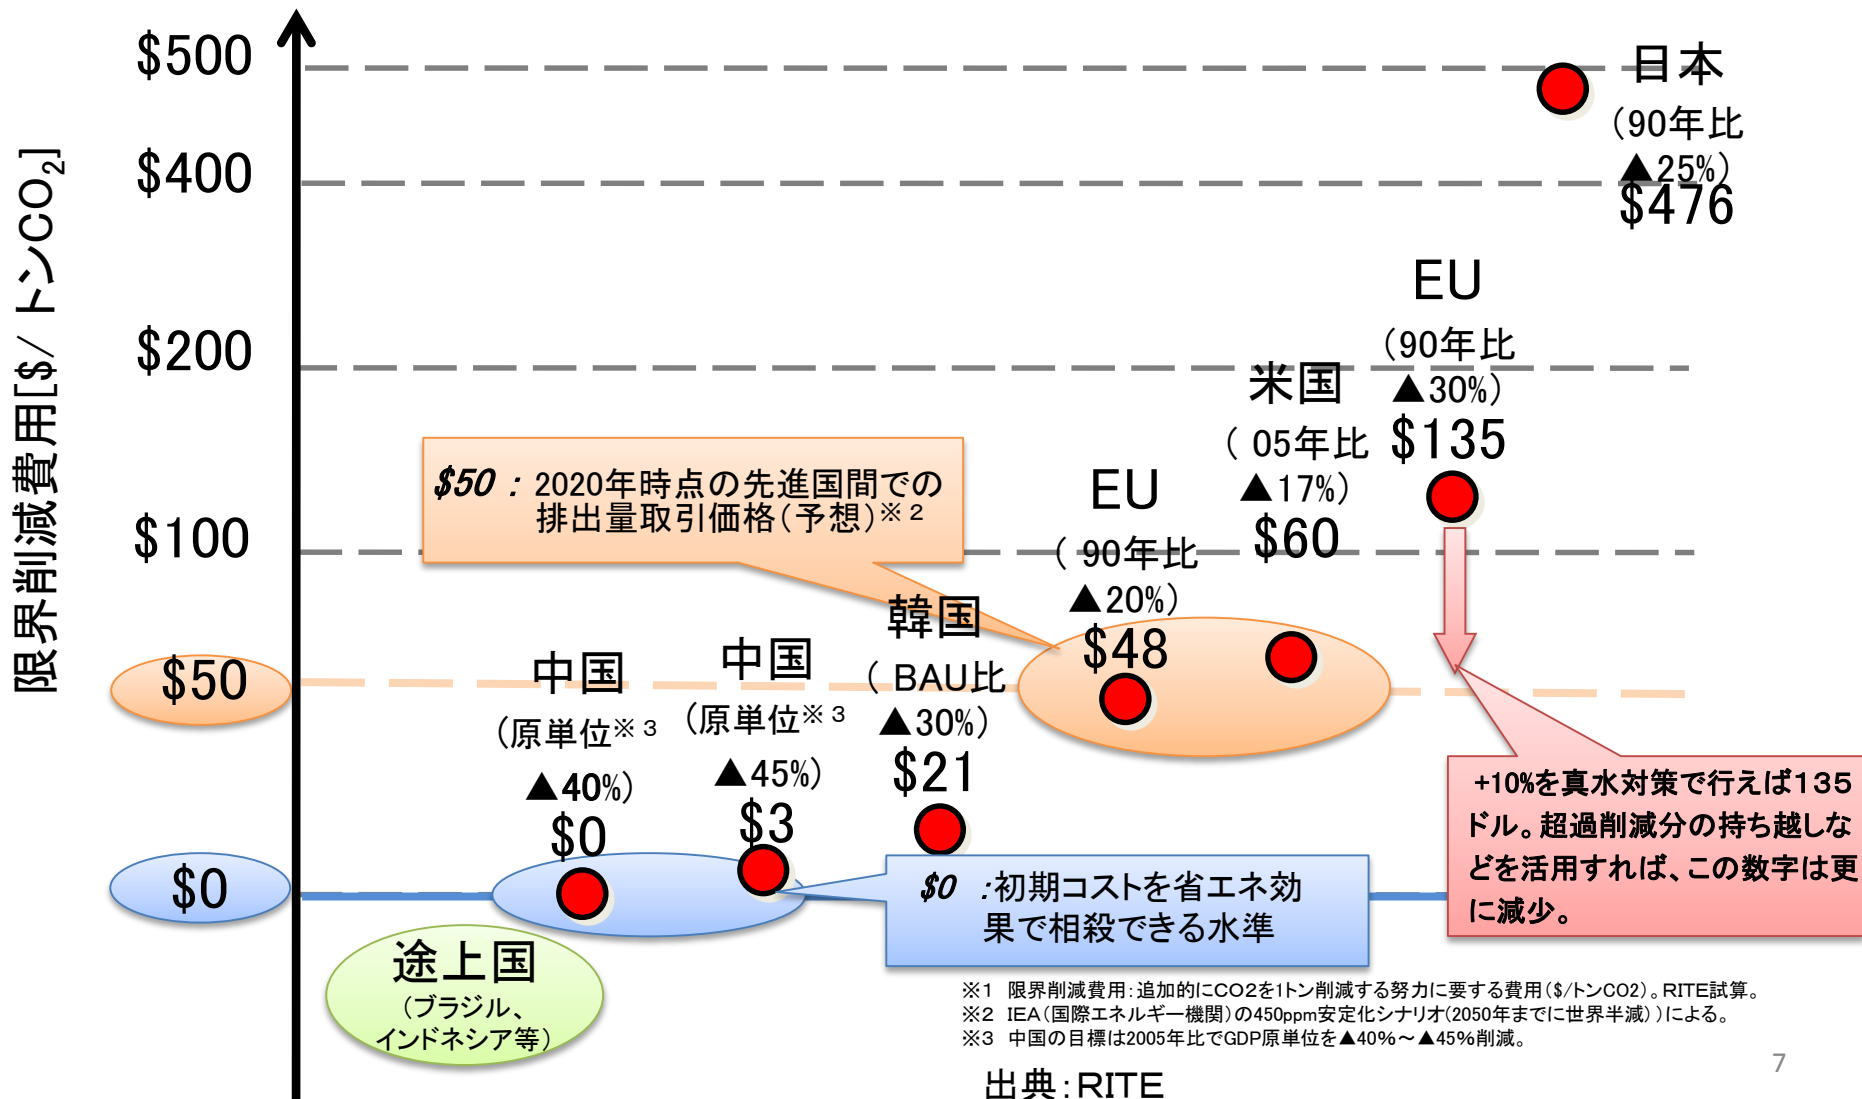 限界削減費用[$/トンCO₂]
$500
$400
$200
$100
$50
$0
日本
(90年比
▲25%)
$476
EU
(90年比
▲30%)
$135
米国
( 05年比
▲17%)
$60
EU
( 90年比
▲20%)
$48
韓国
( BAU比
▲30%)
$21
中国
(原単位※3
▲45%)
$3
中国
(原単位※3
▲40%)
$0
$50 : 2020年時点の先進国間での
排出量取引価格(予想)※2
$0 :初期コストを省エネ効
果で相殺できる水準
+10%を真水対策で行えば135
ドル。超過削減分の持ち越しな
どを活用すれば、この数字は更
に減少。
途上国
(ブラジル、
インドネシア等)
※1 限界削減費用:追加的にCO2を1トン削減する努力に要する費用($/トンCO2)。RITE試算。
※2 IEA(国際エネルギー機関)の450ppm安定化シナリオ(2050年までに世界半減))による。
※3 中国の目標は2005年比でGDP原単位を▲40%～▲45%削減。
出典:RITE
7